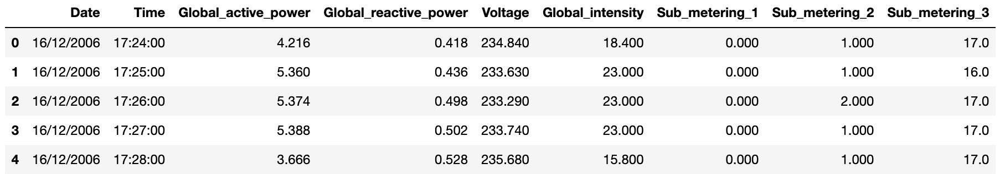 Date Time Global_active_power Global_reactive_power Voltage Global_intensity Sub_metering_1 Sub_metering_2 Sub_metering_3
0 16/12/2006 17:24:00 4.216 0.418 234.840 18.400 0.000 1.000 17.0
1 16/12/2006 17:25:00 5.360 0.436 233.630 23.000 0.000 1.000 16.0
2 16/12/2006 17:26:00 5.374 0.498 233.290 23.000 0.000 2.000 17.0
3 16/12/2006 17:27:00 5.388 0.502 233.740 23.000 0.000 1.000 17.0
4 16/12/2006 17:28:00 3.666 0.528 235.680 15.800 0.000 1.000 17.0